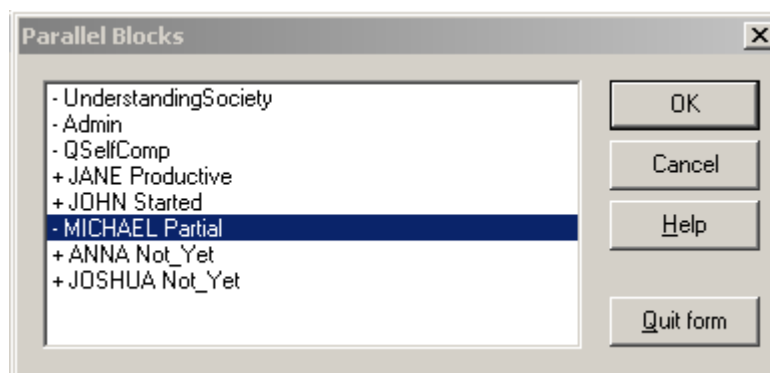 Parallel Blocks
- UnderstandingSociety
- Admin
- QSelfComp
+ JANE Productive
+ JOHN Started
- MICHAEL Partial
+ ANNA Not_Yet
+ JOSHUA Not_Yet
OK
Cancel
Help
Quit form